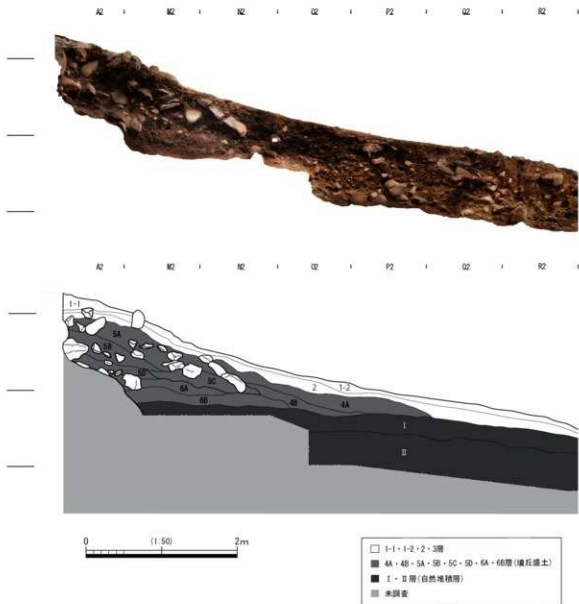 A2 M2 N2 O2 P2 Q2 R2
A2 M2 N2 O2 P2 Q2 R2
1-1
5A
5B
5D
5C
6A
6B
2 1-2
4B 4A
I
II
0 (1:50) 2m
1-1・1-2・2・3層
4A・4B・5A・5B・5C・5D・6A・6B層(墳丘盛土)
I・II層(自然堆積層)
未調査